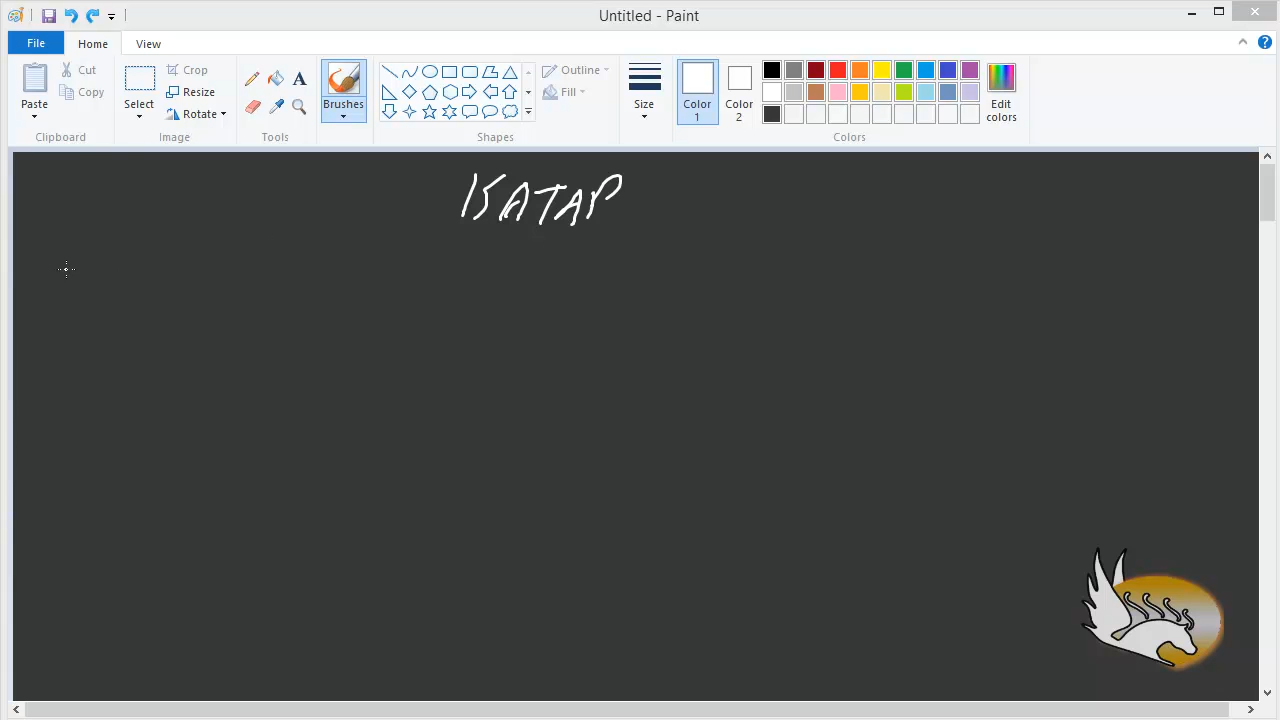 Untitled - Paint
File Home View
Paste
Cut
Copy
Clipboard
Select
Crop
Resize
Rotate
Image
A
Tools
Brushes
Shapes
Outline
Fill
Size
Color 1
Color 2
Edit colors
Colors
KATAP